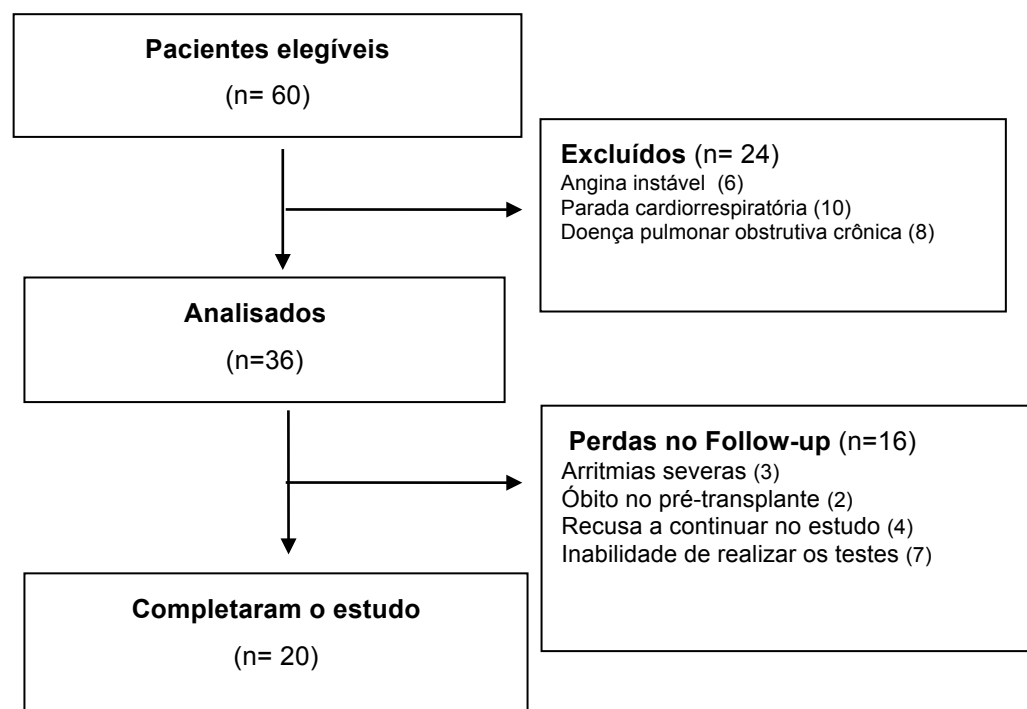 Pacientes elegíveis
(n= 60)
Excluídos (n= 24)
Angina instável (6)
Parada cardiorrespiratória (10)
Doença pulmonar obstrutiva crônica (8)
Analisados
(n=36)
Perdas no Follow-up (n=16)
Arritmias severas (3)
Óbito no pré-transplante (2)
Recusa a continuar no estudo (4)
Inabilidade de realizar os testes (7)
Completaram o estudo
(n= 20)